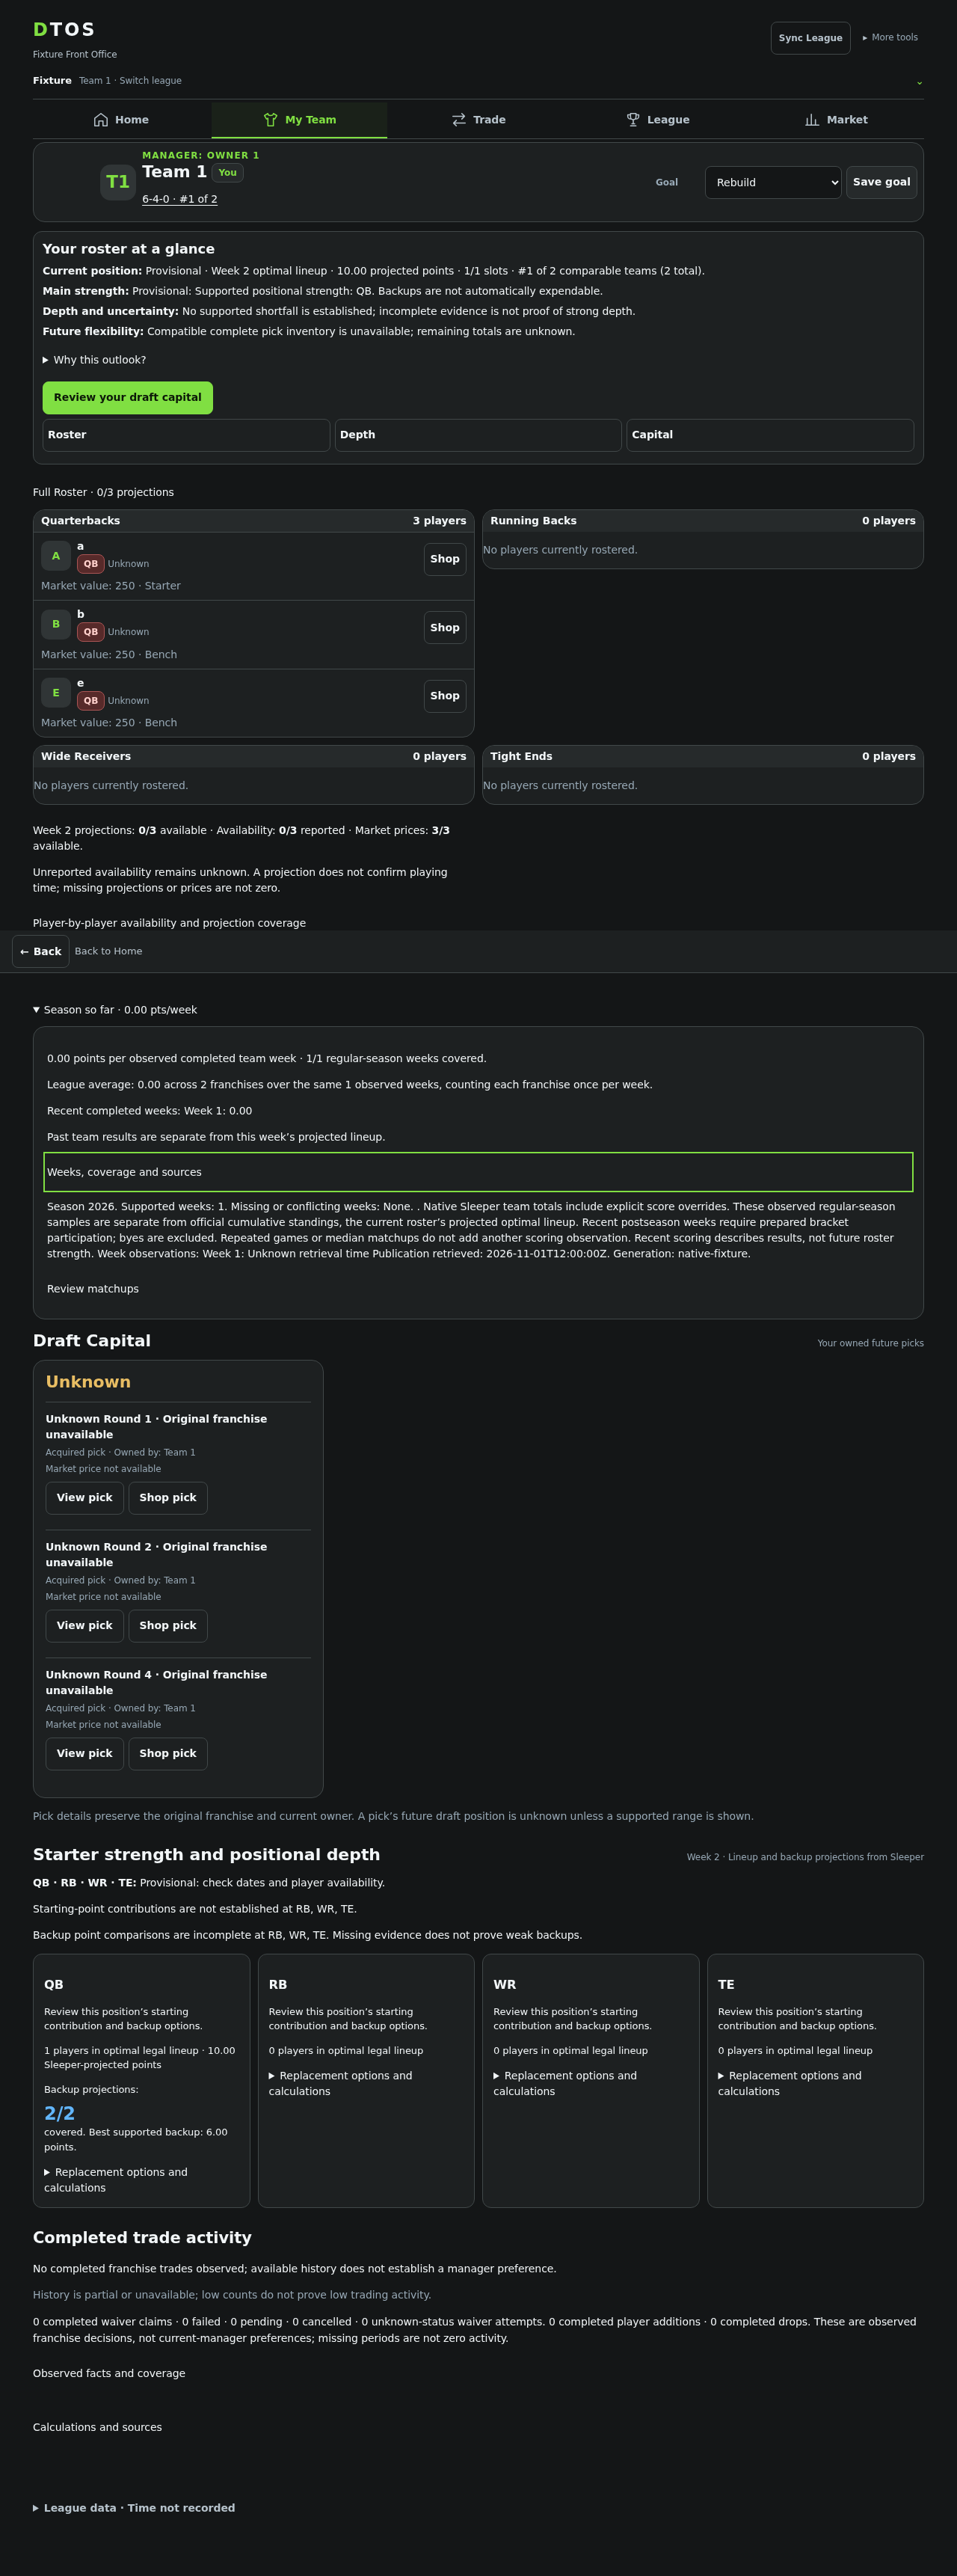 DTOS
Fixture Front Office
Sync League
▸ More tools
Fixture Team 1 · Switch league
Home
My Team
Trade
League
Market
T1
MANAGER: OWNER 1
Team 1 You
6-4-0 · #1 of 2
Goal
Rebuild
Save goal
Your roster at a glance
Current position: Provisional · Week 2 optimal lineup · 10.00 projected points · 1/1 slots · #1 of 2 comparable teams (2 total).
Main strength: Provisional: Supported positional strength: QB. Backups are not automatically expendable.
Depth and uncertainty: No supported shortfall is established; incomplete evidence is not proof of strong depth.
Future flexibility: Compatible complete pick inventory is unavailable; remaining totals are unknown.
▶ Why this outlook?
Review your draft capital
Roster
Depth
Capital
Full Roster · 0/3 projections
Quarterbacks 3 players
A
a
QB Unknown
Shop
Market value: 250 · Starter
B
b
QB Unknown
Shop
Market value: 250 · Bench
E
e
QB Unknown
Shop
Market value: 250 · Bench
Running Backs 0 players
No players currently rostered.
Wide Receivers 0 players
No players currently rostered.
Tight Ends 0 players
No players currently rostered.
Week 2 projections: 0/3 available · Availability: 0/3 reported · Market prices: 3/3
available.
Unreported availability remains unknown. A projection does not confirm playing
time; missing projections or prices are not zero.
Player-by-player availability and projection coverage
← Back Back to Home
▼ Season so far · 0.00 pts/week
0.00 points per observed completed team week · 1/1 regular-season weeks covered.
League average: 0.00 across 2 franchises over the same 1 observed weeks, counting each franchise once per week.
Recent completed weeks: Week 1: 0.00
Past team results are separate from this week’s projected lineup.
Weeks, coverage and sources
Season 2026. Supported weeks: 1. Missing or conflicting weeks: None. . Native Sleeper team totals include explicit score overrides. These observed regular-season
samples are separate from official cumulative standings, the current roster’s projected optimal lineup. Recent postseason weeks require prepared bracket
participation; byes are excluded. Repeated games or median matchups do not add another scoring observation. Recent scoring describes results, not future roster
strength. Week observations: Week 1: Unknown retrieval time Publication retrieved: 2026-11-01T12:00:00Z. Generation: native-fixture.
Review matchups
Draft Capital
Your owned future picks
Unknown
Unknown Round 1 · Original franchise
unavailable
Acquired pick · Owned by: Team 1
Market price not available
View pick
Shop pick
Unknown Round 2 · Original franchise
unavailable
Acquired pick · Owned by: Team 1
Market price not available
View pick
Shop pick
Unknown Round 4 · Original franchise
unavailable
Acquired pick · Owned by: Team 1
Market price not available
View pick
Shop pick
Pick details preserve the original franchise and current owner. A pick’s future draft position is unknown unless a supported range is shown.
Starter strength and positional depth
Week 2 · Lineup and backup projections from Sleeper
QB · RB · WR · TE: Provisional: check dates and player availability.
Starting-point contributions are not established at RB, WR, TE.
Backup point comparisons are incomplete at RB, WR, TE. Missing evidence does not prove weak backups.
QB
Review this position’s starting
contribution and backup options.
1 players in optimal legal lineup · 10.00
Sleeper-projected points
Backup projections:
2/2
covered. Best supported backup: 6.00
points.
▶ Replacement options and
calculations
RB
Review this position’s starting
contribution and backup options.
0 players in optimal legal lineup
▶ Replacement options and
calculations
WR
Review this position’s starting
contribution and backup options.
0 players in optimal legal lineup
▶ Replacement options and
calculations
TE
Review this position’s starting
contribution and backup options.
0 players in optimal legal lineup
▶ Replacement options and
calculations
Completed trade activity
No completed franchise trades observed; available history does not establish a manager preference.
History is partial or unavailable; low counts do not prove low trading activity.
0 completed waiver claims · 0 failed · 0 pending · 0 cancelled · 0 unknown-status waiver attempts. 0 completed player additions · 0 completed drops. These are observed
franchise decisions, not current-manager preferences; missing periods are not zero activity.
Observed facts and coverage
Calculations and sources
▶ League data · Time not recorded